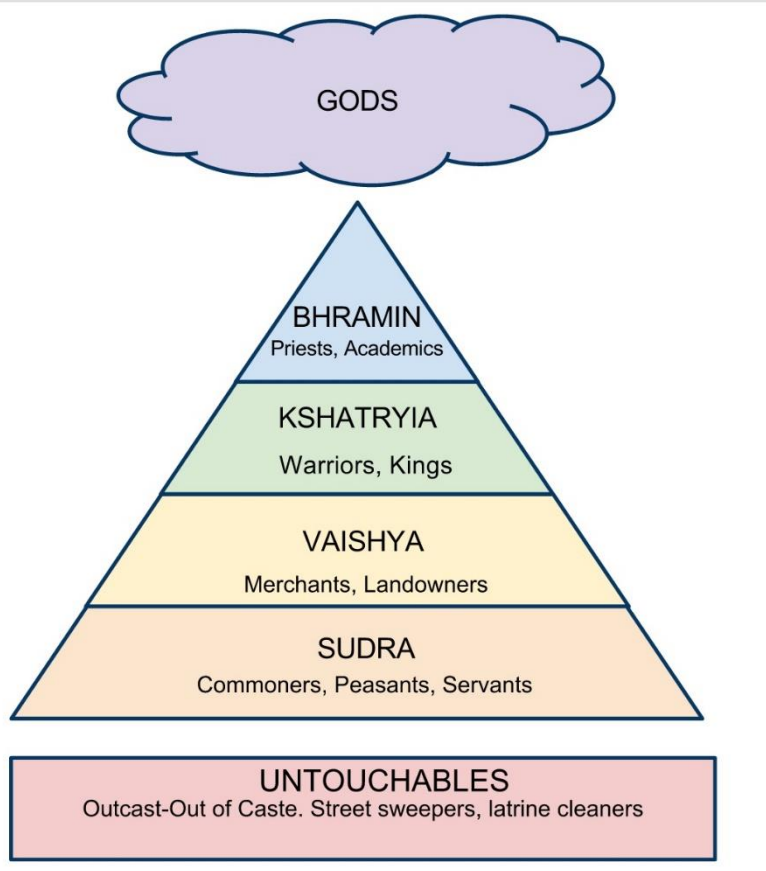 GODS
BHRAMIN
Priests, Academics
KSHATRYIA
Warriors, Kings
VAISHYA
Merchants, Landowners
SUDRA
Commoners, Peasants, Servants
UNTOUCHABLES
Outcast-Out of Caste. Street sweepers, latrine cleaners